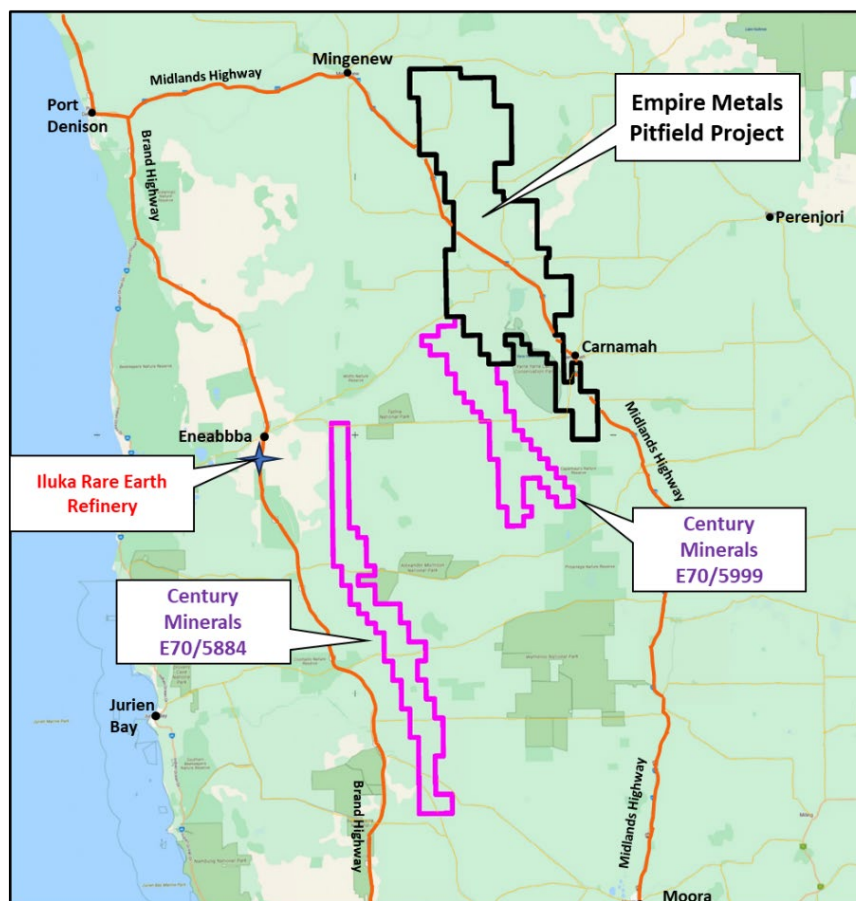 Mingenew
Midlands Highway
Port
Denison
Brand Highway
Empire Metals
Pitfield Project
Perenjori
Carnamah
Midlands Highway
Eneabbba
Iluka Rare Earth
Refinery
Century
Minerals
E70/5999
Century
Minerals
E70/5884
Jurien
Bay
Brand Highway
Midlands Highway
Moora